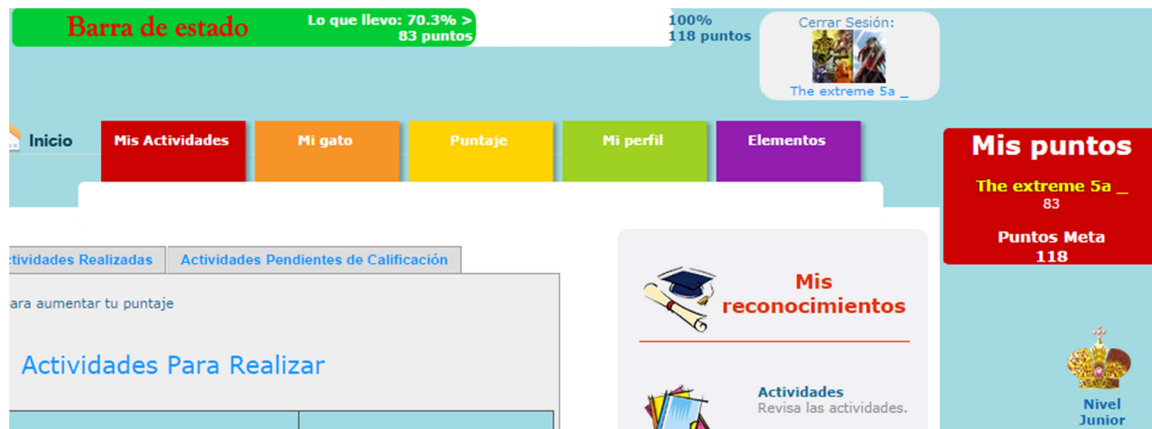 Barra de estado
Lo que llevo: 70.3% >
83 puntos
100%
118 puntos
Cerrar Sesión:
The extreme 5a _
Inicio
Mis Actividades
Mi gato
Puntaje
Mi perfil
Elementos
Mis puntos
The extreme 5a _
83
Puntos Meta
118
Realizadas
Actividades Pendientes de Calificación
aumentar tu puntaje
Actividades Para Realizar
Mis
reconocimientos
Actividades
Revisa las actividades.
Nivel
Junior